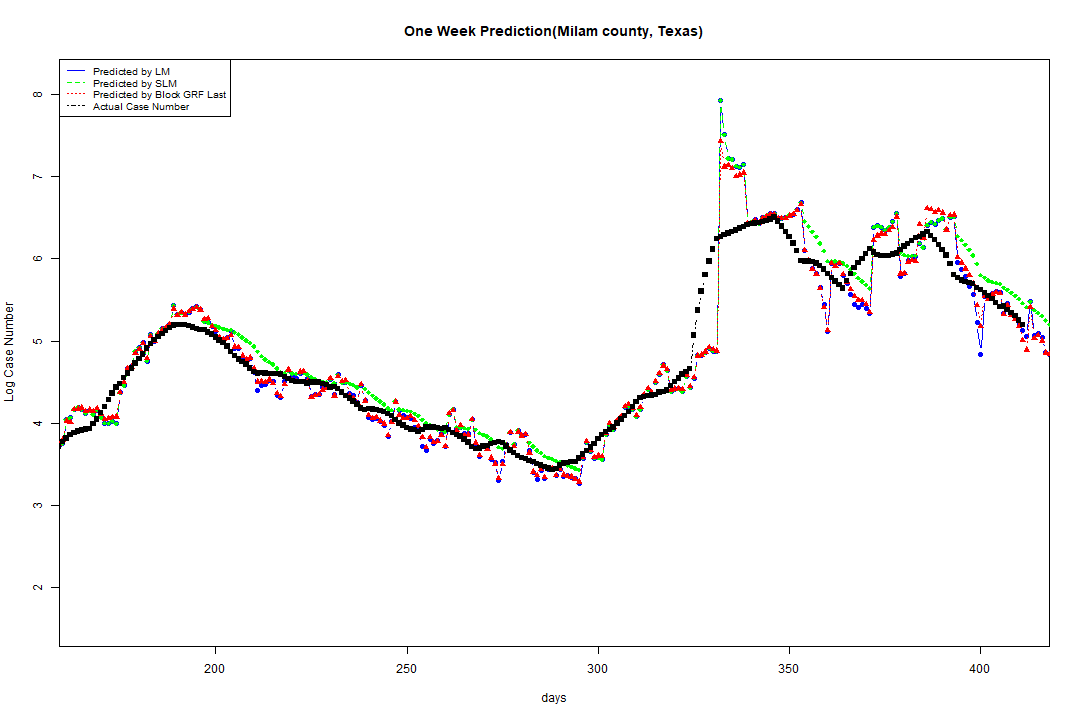 One Week Prediction(Milam county, Texas)
Predicted by LM
Predicted by SLM
Predicted by Block GRF Last
Actual Case Number
Log Case Number
8
7
6
5
4
3
2
200 250 300 350 400
days